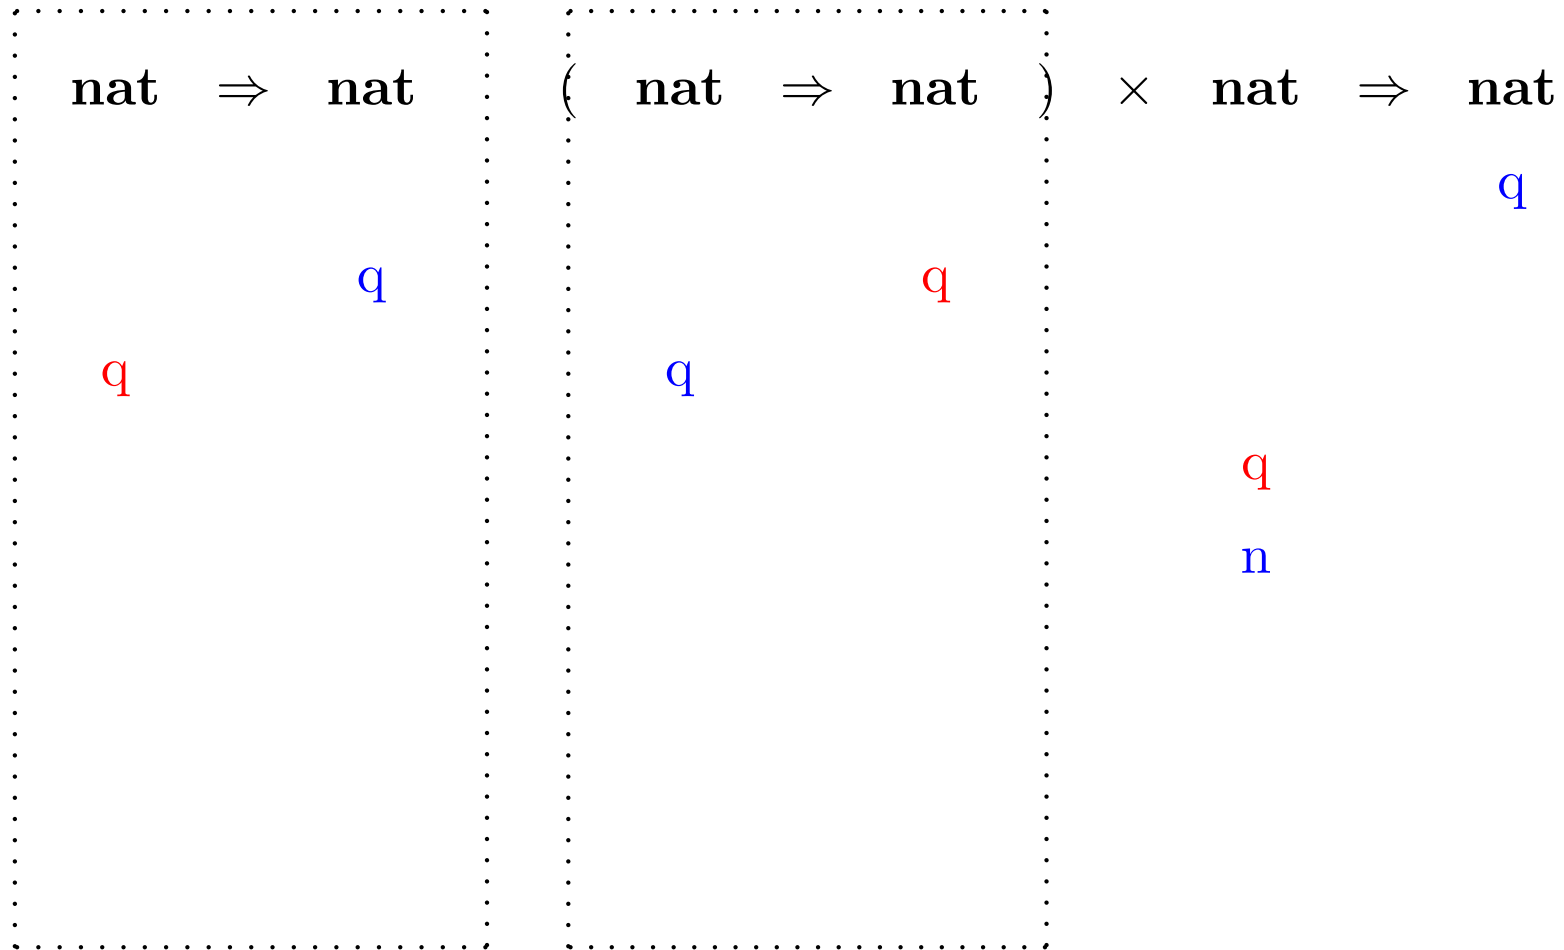 nat ⇒ nat ( nat ⇒ nat ) × nat ⇒ nat
q
q q
q q
q
n